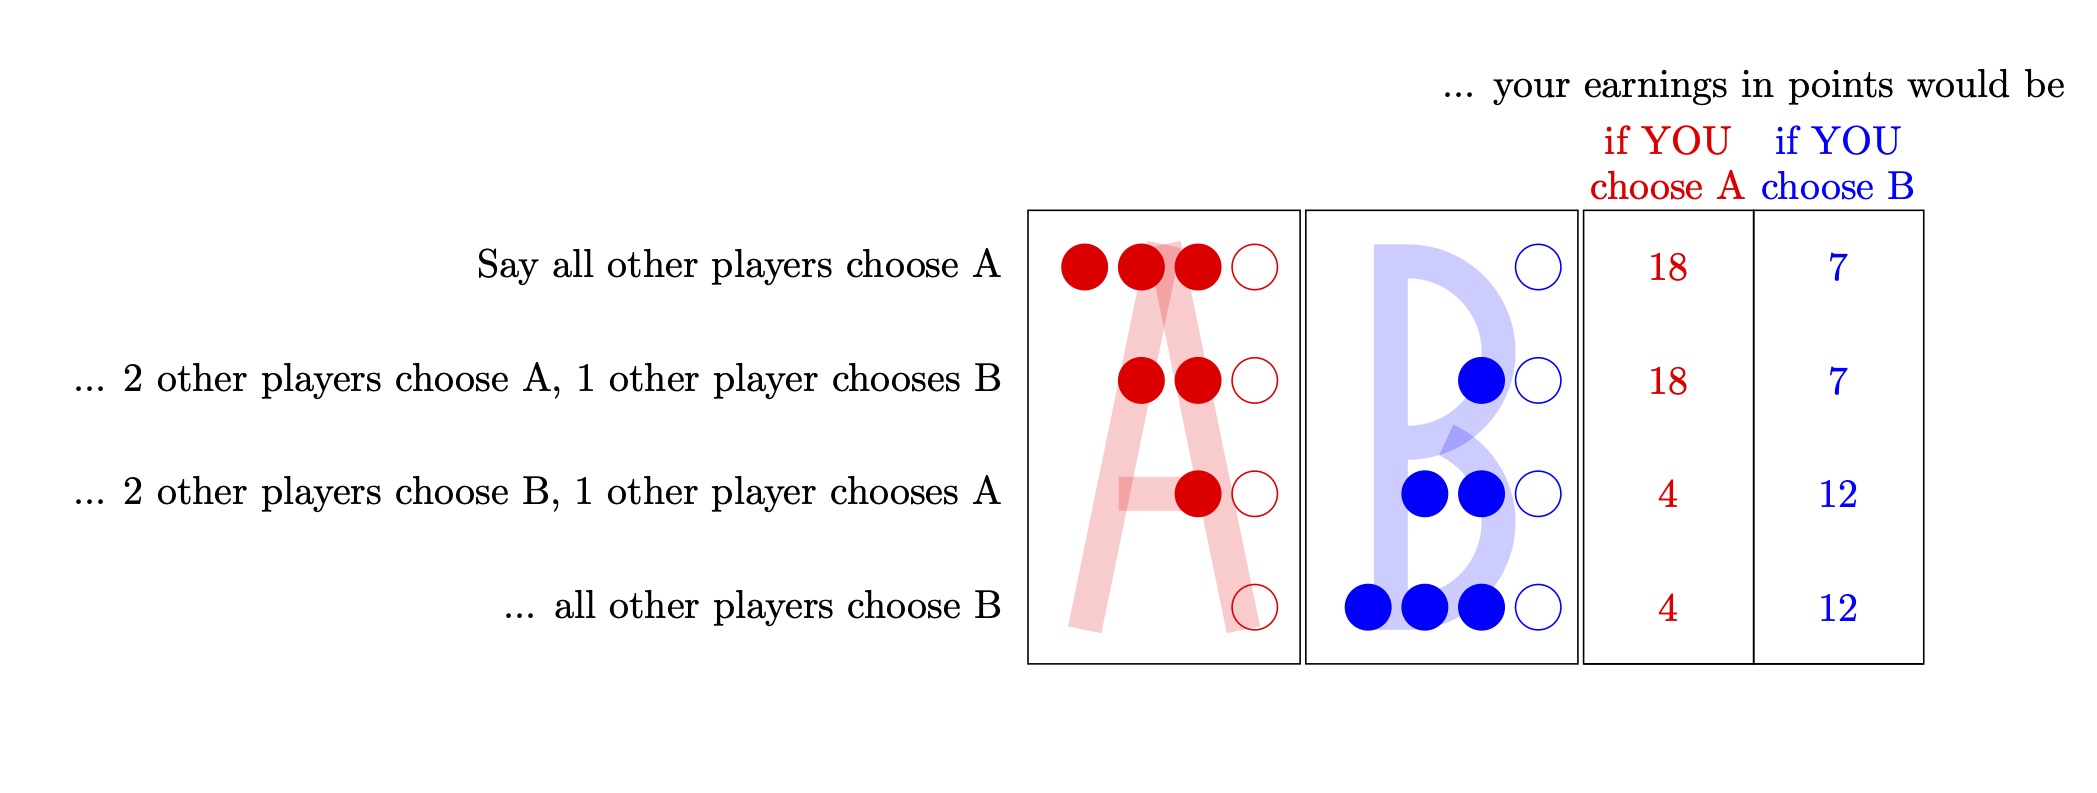 ... your earnings in points would be
if YOU if YOU
choose A choose B
Say all other players choose A 18 7
... 2 other players choose A, 1 other player chooses B 18 7
... 2 other players choose B, 1 other player chooses A 4 12
... all other players choose B 4 12
A B